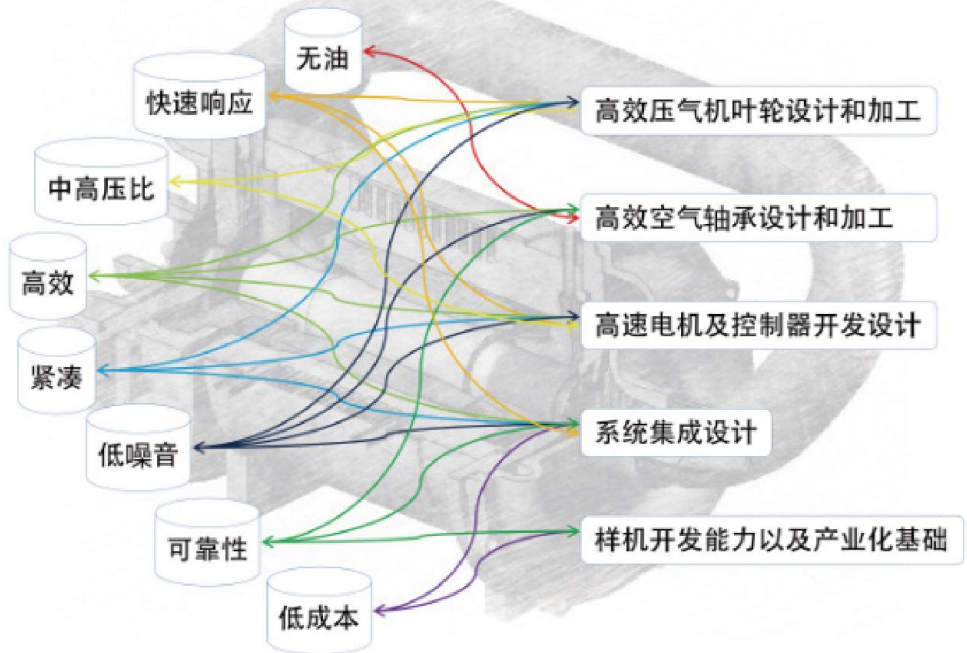 无油
快速响应
中高压比
高效
紧凑
低噪音
可靠性
低成本
高效压气机叶轮设计和加工
高效空气轴承设计和加工
高速电机及控制器开发设计
系统集成设计
样机开发能力以及产业化基础